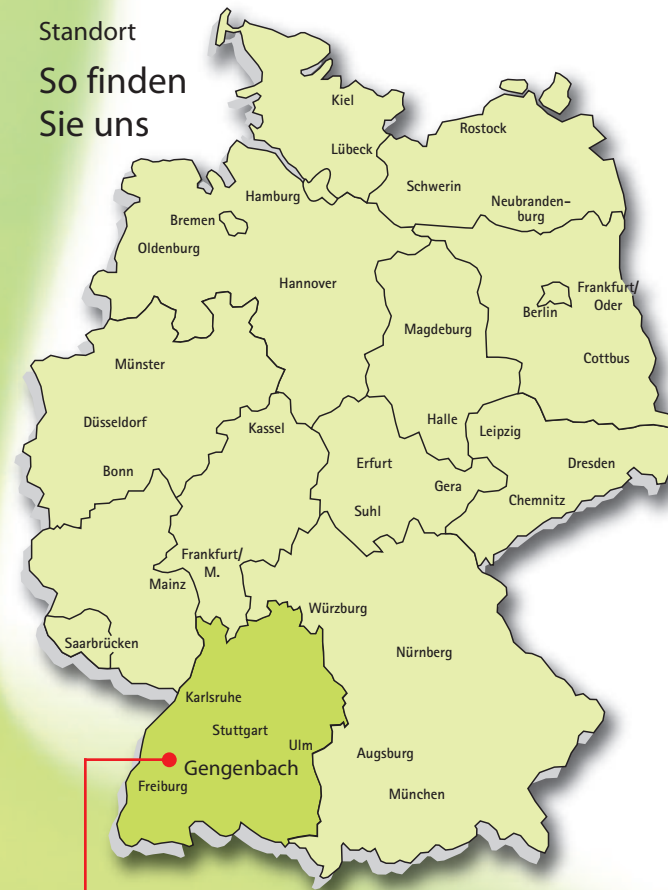 Standort
So finden
Sie uns
Kiel
Rostock
Lübeck
Schwerin
Hamburg
Neubranden-
burg
Bremen
Oldenburg
Hannover
Frankfurt/
Oder
Berlin
Magdeburg
Cottbus
Münster
Düsseldorf
Kassel
Halle
Leipzig
Bonn
Erfurt
Dresden
Gera
Chemnitz
Suhl
Frankfurt/
M.
Mainz
Würzburg
Saarbrücken
Nürnberg
Karlsruhe
Stuttgart
Ulm
Augsburg
Gengenbach
Freiburg
München